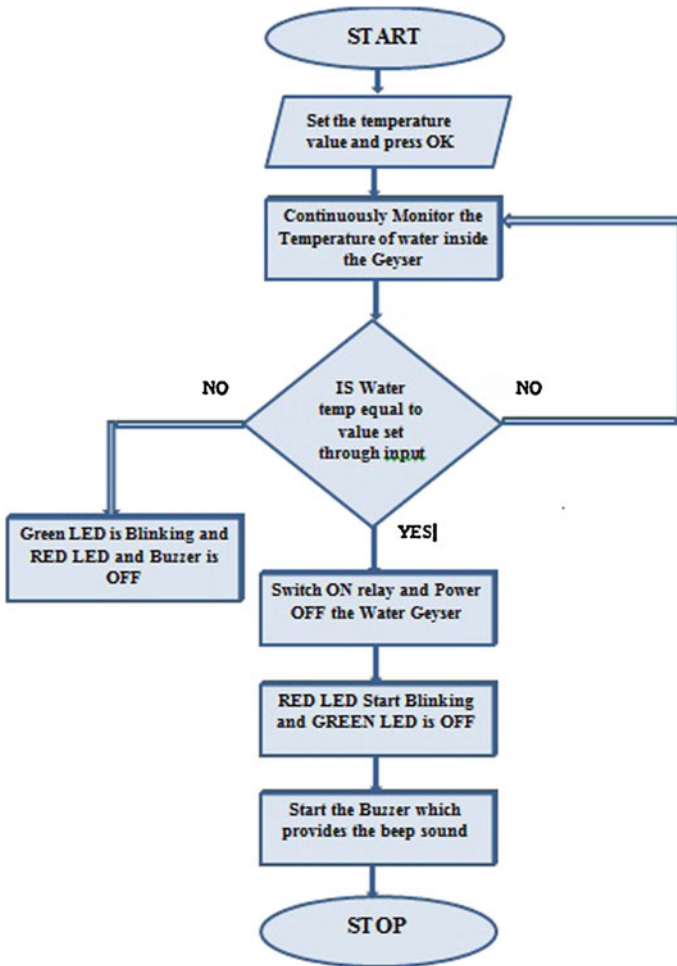 START
Set the temperature
value and press OK
Continuously Monitor the
Temperature of water inside
the Geyser
IS Water
temp equal to
value set
through input
NO
NO
Green LED is Blinking and
RED LED and Buzzer is
OFF
YES
Switch ON relay and Power
OFF the Water Geyser
RED LED Start Blinking
and GREEN LED is OFF
Start the Buzzer which
provides the beep sound
STOP